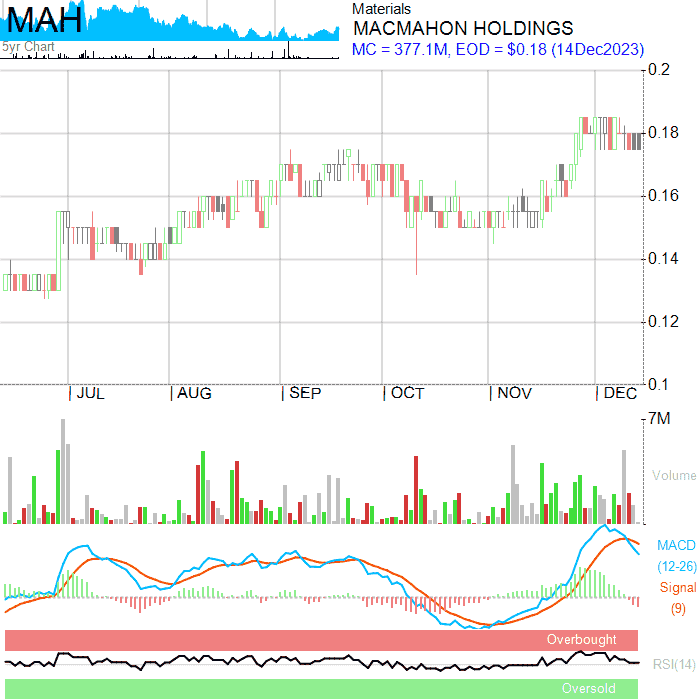 MAH
Materials
MACMAHON HOLDINGS
MC = 377.1M, EOD = $0.18 (14Dec2023)
5yr Chart
0.2
0.18
0.16
0.14
0.12
0.1
JUL AUG SEP OCT NOV DEC
7M
Volume
MACD
(12-26)
Signal
(9)
Overbought
RSI(14)
Oversold